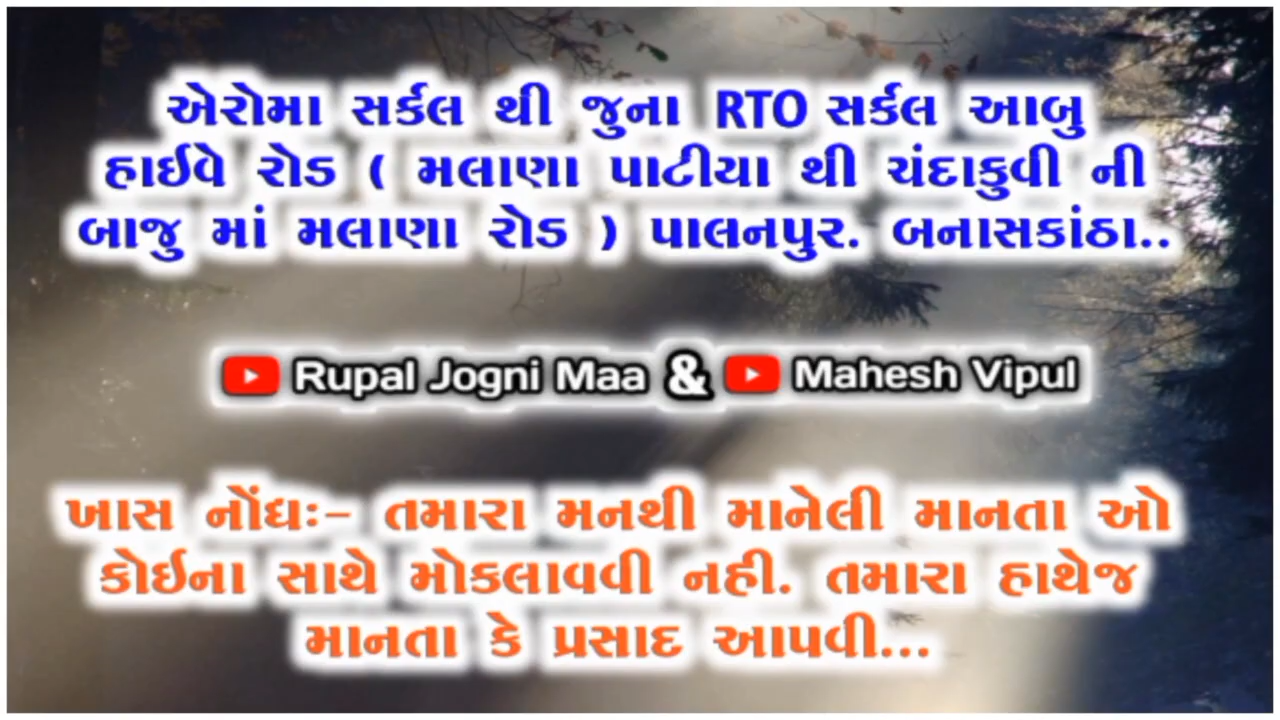 એરોમા સર્કલ થી જુના RTO સર્કલ આબુ
હાઈવે રોડ ( મલાણા પાટીયા થી ચંદાકુવી ની
બાજુ માં મલાણા રોડ ) પાલનપુર. બનાસકાંઠા..
Rupal Jogni Maa & Mahesh Vipul
ખાસ નોંધઃ- તમારા મનથી માનેલી માનતા ઓ
કોઇના સાથે મોકલાવવી નહી. તમારા હાથેજ
માનતા કે પ્રસાદ આપવી...